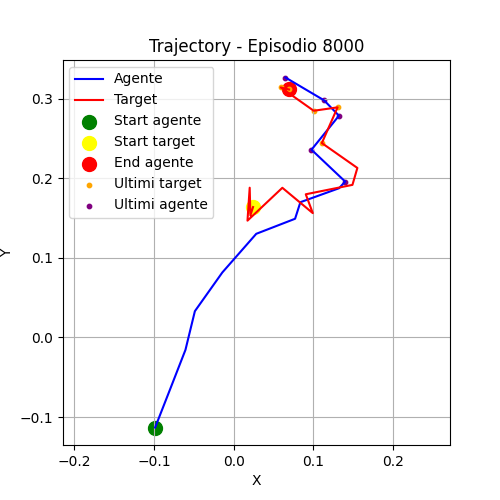 Trajectory - Episodio 8000
Agente
Target
Start agente
Start target
End agente
Ultimi target
Ultimi agente
Y
0.3
0.2
0.1
0.0
−0.1
−0.2 −0.1 0.0 0.1 0.2
X